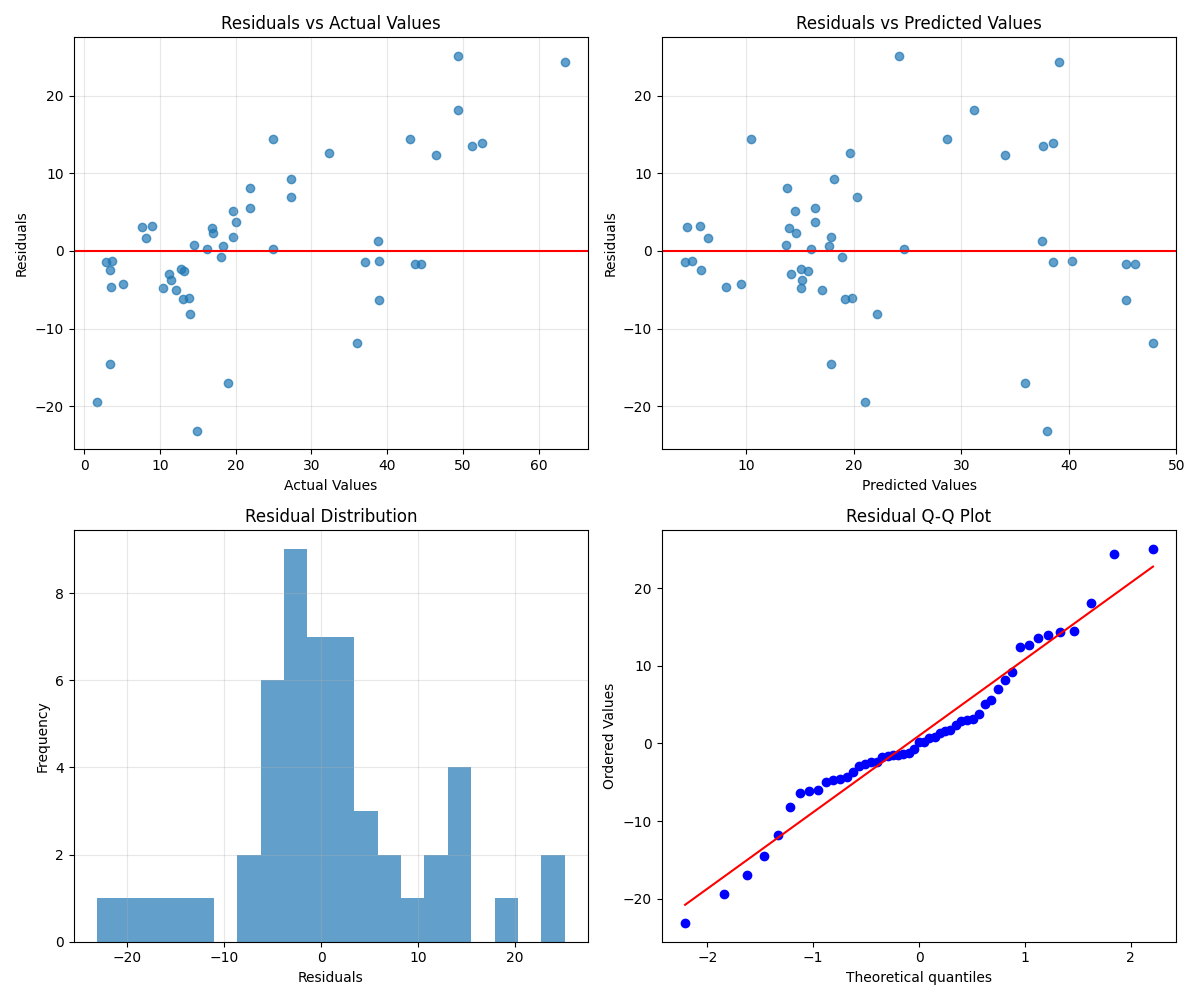 Residuals vs Actual Values
Residuals
20
10
0
−10
−20
0 10 20 30 40 50 60
Actual Values
Residuals vs Predicted Values
Residuals
20
10
0
−10
−20
10 20 30 40 50
Predicted Values
Residual Distribution
Frequency
8
6
4
2
0
−20 −10 0 10 20
Residuals
Residual Q-Q Plot
Ordered Values
20
10
0
−10
−20
−2 −1 0 1 2
Theoretical quantiles